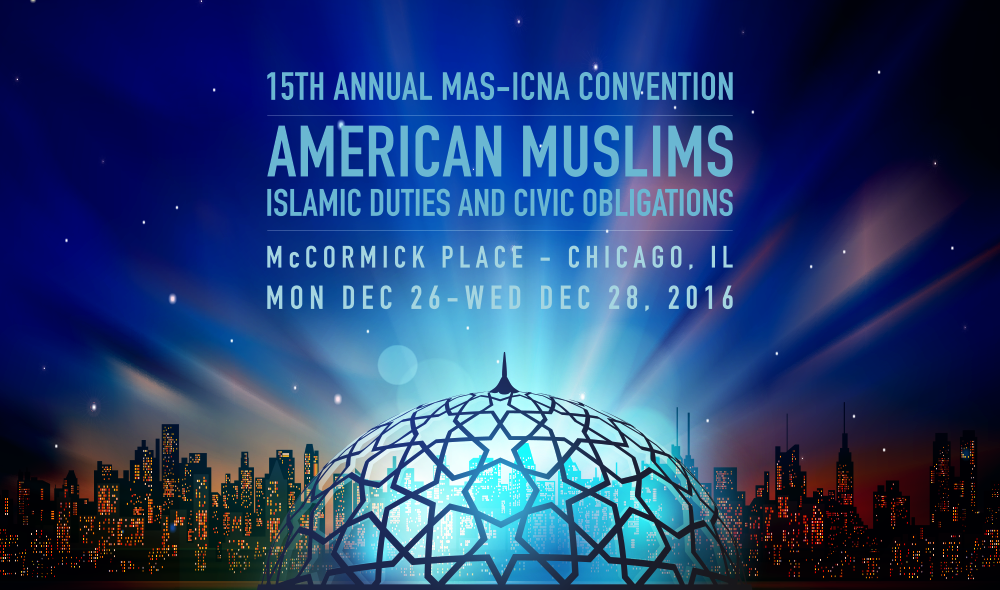 15TH ANNUAL MAS-ICNA CONVENTION
AMERICAN MUSLIMS
ISLAMIC DUTIES AND CIVIC OBLIGATIONS
McCORMICK PLACE - CHICAGO, IL
MON DEC 26-WED DEC 28, 2016